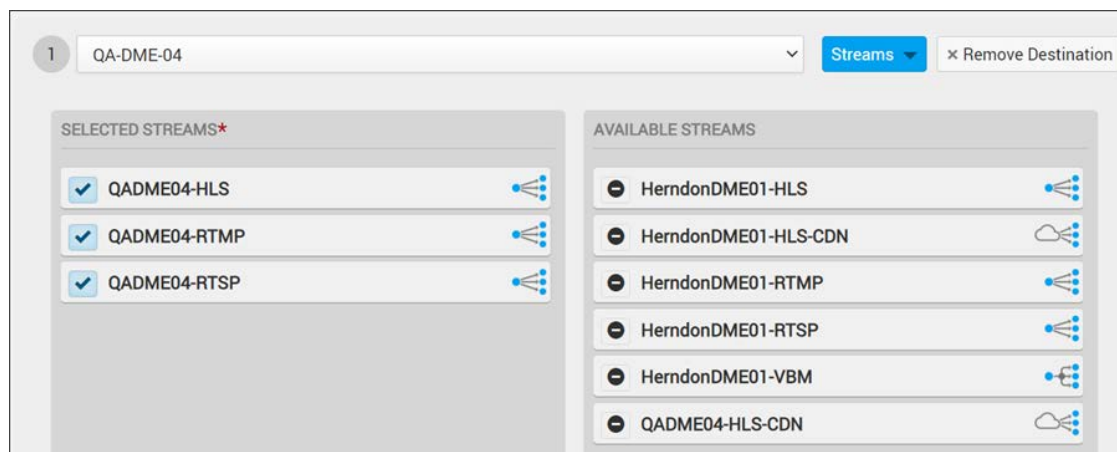 1 QA-DME-04 Streams × Remove Destination
SELECTED STREAMS*
QADME04-HLS
QADME04-RTMP
QADME04-RTSP
AVAILABLE STREAMS
HerndonDME01-HLS
HerndonDME01-HLS-CDN
HerndonDME01-RTMP
HerndonDME01-RTSP
HerndonDME01-VBM
QADME04-HLS-CDN